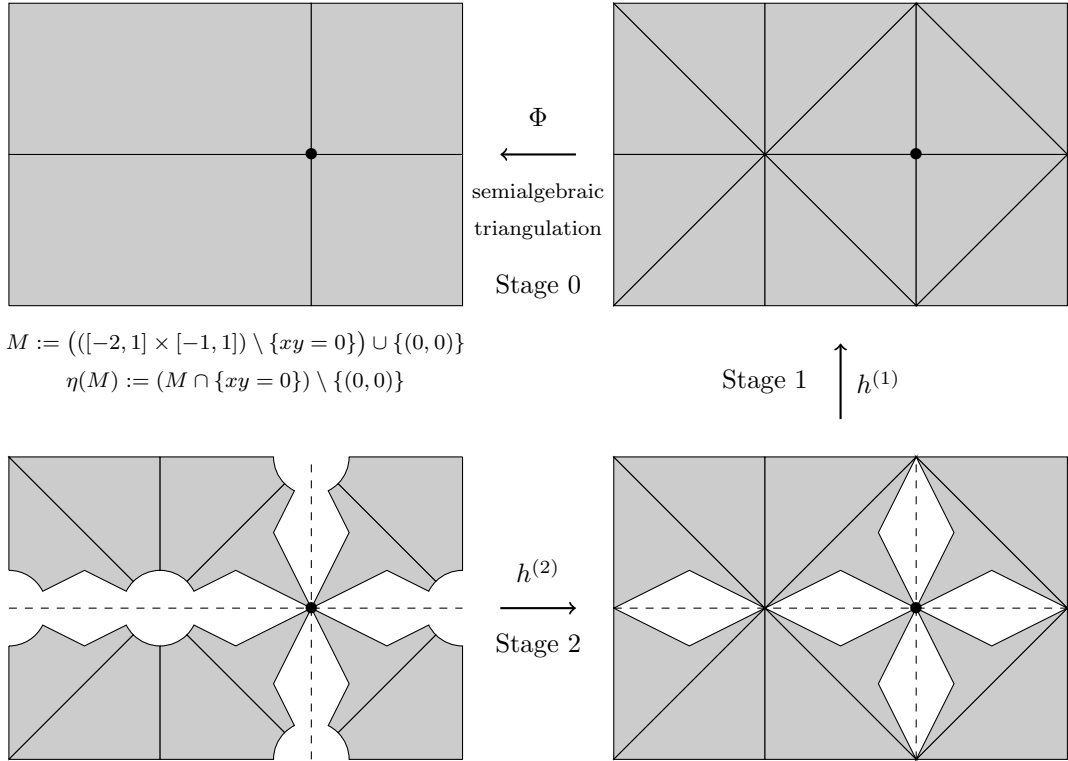 Φ
semialgebraic
triangulation
Stage 0
M := (([−2, 1] × [−1, 1]) \ {xy = 0}) ∪ {(0, 0)}
η(M) := (M ∩ {xy = 0}) \ {(0, 0)}
Stage 1
h⁽¹⁾
h⁽²⁾
Stage 2